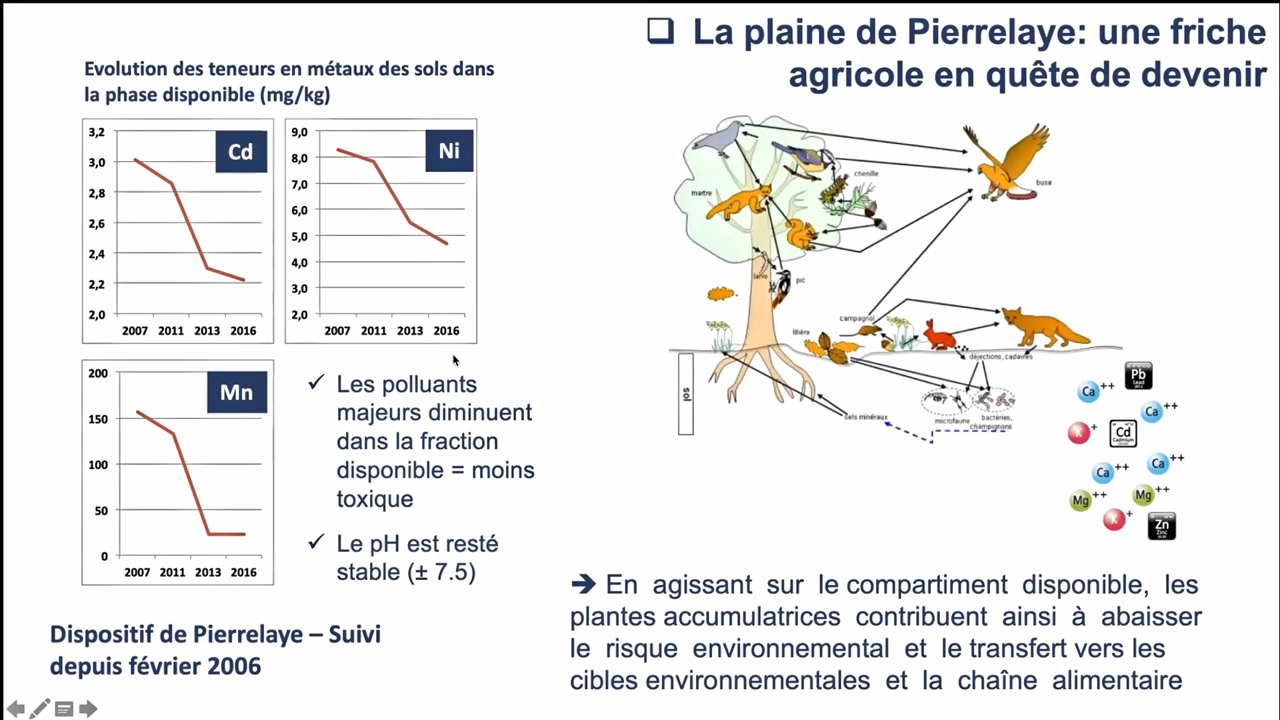 ❑ La plaine de Pierrelaye: une friche
agricole en quête de devenir
Evolution des teneurs en métaux des sols dans
la phase disponible (mg/kg)
Cd
3,2
3,0
2,8
2,6
2,4
2,2
2,0
2007 2011 2013 2016
Ni
9,0
8,0
7,0
6,0
5,0
4,0
3,0
2,0
2007 2011 2013 2016
Mn
200
150
100
50
0
2007 2011 2013 2016
✓ Les polluants
majeurs diminuent
dans la fraction
disponible = moins
toxique
✓ Le pH est resté
stable (± 7.5)
Dispositif de Pierrelaye – Suivi
depuis février 2006
chenille
buse
martre
larve
pic
campagnol
litière
déjections, cadavres
sol
sels minéraux
microfaune
bactéries,
champignons
Pb
Lead
Ca ++
Ca ++
K +
Cd
Cadmium
Ca ++
Ca ++
Mg ++
Mg ++
K +
Zn
Zinc
➔ En agissant sur le compartiment disponible, les
plantes accumulatrices contribuent ainsi à abaisser
le risque environnemental et le transfert vers les
cibles environnementales et la chaîne alimentaire